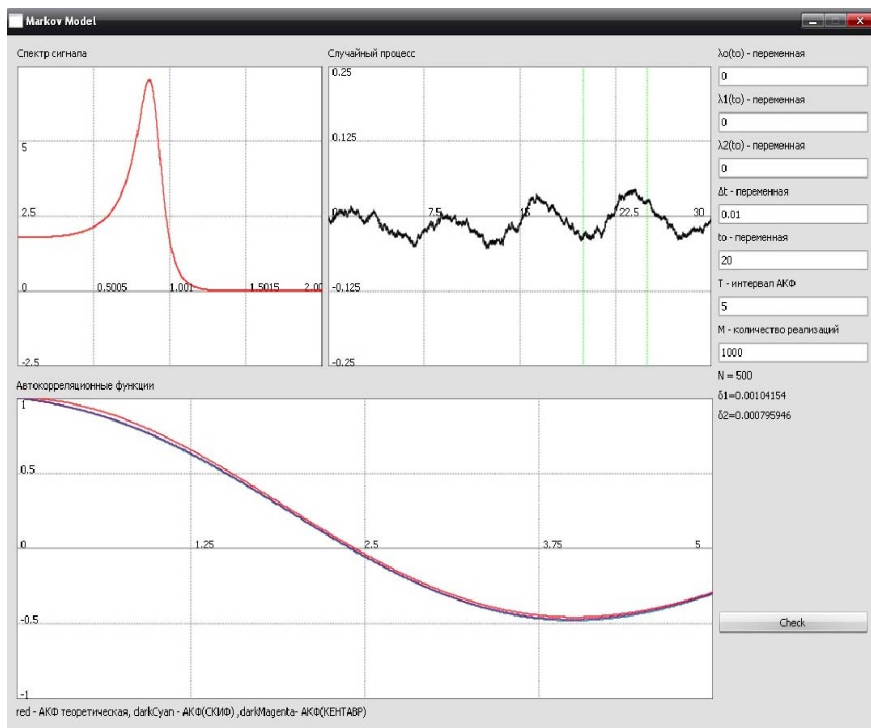 Markov Model
Спектр сигнала
5
2.5
0
0.5005
1.001
1.5015
2.00
-2.5
Случайный процесс
0.25
0.125
0.
7.5
15
22.5
30
-0.125
-0.25
λo(to) - переменная
0
λ1(to) - переменная
0
λ2(to) - переменная
0
Δt - переменная
0.01
to - переменная
20
T - интервал АКФ
5
M - количество реализаций
1000
N = 500
δ1=0.00104154
δ2=0.000795946
Check
Автокорреляционные функции
1
0.5
0
1.25
2.5
3.75
5
-0.5
-1
red - АКФ теоретическая, darkCyan - АКФ(СКИФ) ,darkMagenta- АКФ(КЕНТАВР)